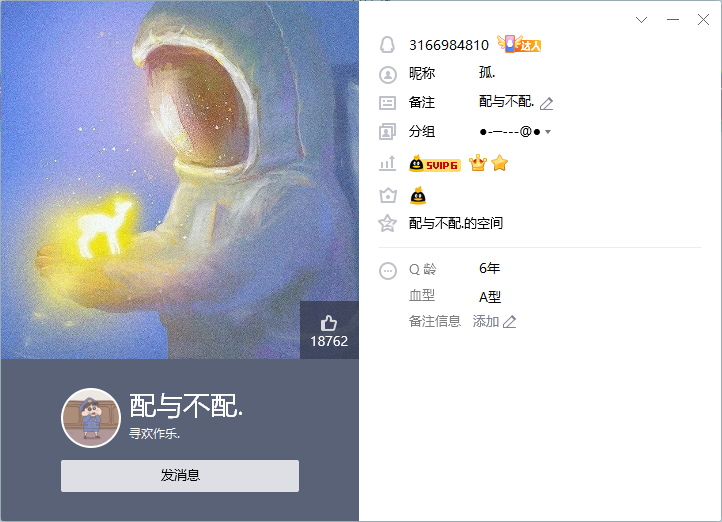 18762
配与不配.
寻欢作乐.
发消息
3166984810 达人
昵称 孤.
备注 配与不配.
分组 ●-—---@●
SVIP6
配与不配.的空间
Q 龄 6年
血型 A型
备注信息 添加